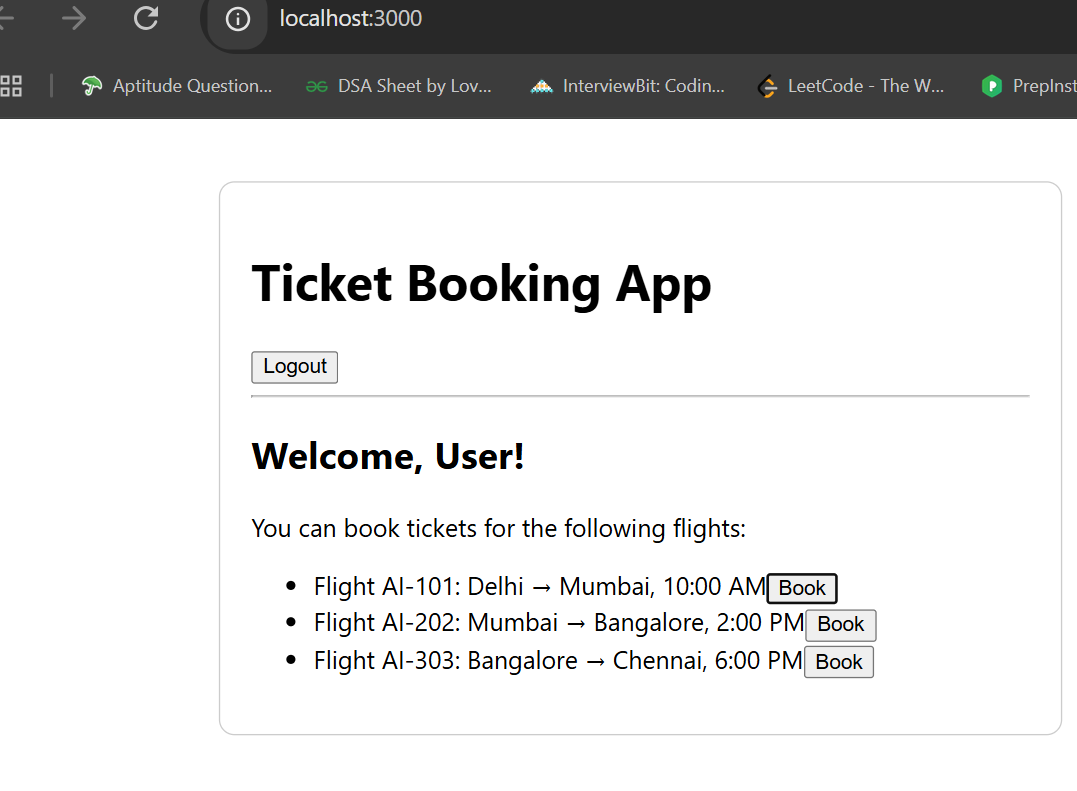 localhost:3000
Aptitude Question... DSA Sheet by Lov... InterviewBit: Codin... LeetCode - The W... PrepInst
Ticket Booking App
Logout
Welcome, User!
You can book tickets for the following flights:
• Flight AI-101: Delhi → Mumbai, 10:00 AM Book
• Flight AI-202: Mumbai → Bangalore, 2:00 PM Book
• Flight AI-303: Bangalore → Chennai, 6:00 PM Book